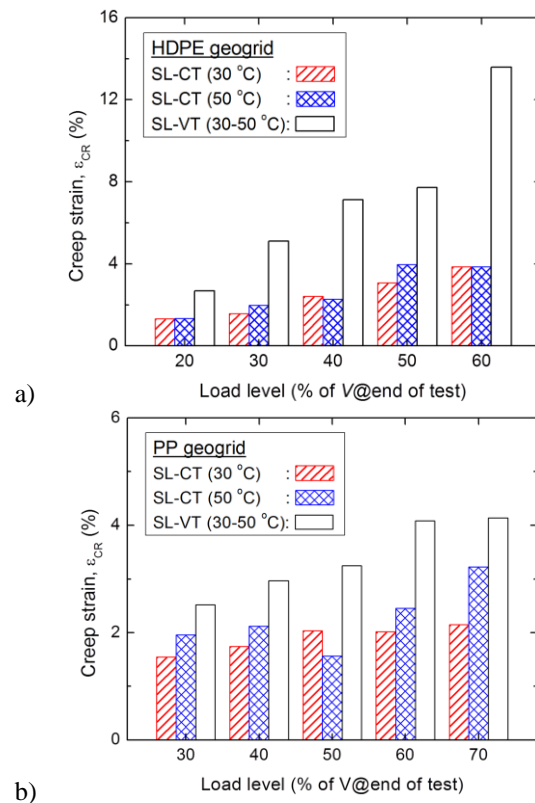 16
12
8
4
0
Creep strain, ε_CR (%)
HDPE geogrid
SL-CT (30 °C) :
SL-CT (50 °C) :
SL-VT (30-50 °C):
20 30 40 50 60
Load level (% of V@end of test)
a)
6
4
2
0
Creep strain, ε_CR (%)
PP geogrid
SL-CT (30 °C) :
SL-CT (50 °C) :
SL-VT (30-50 °C):
30 40 50 60 70
Load level (% of V@end of test)
b)